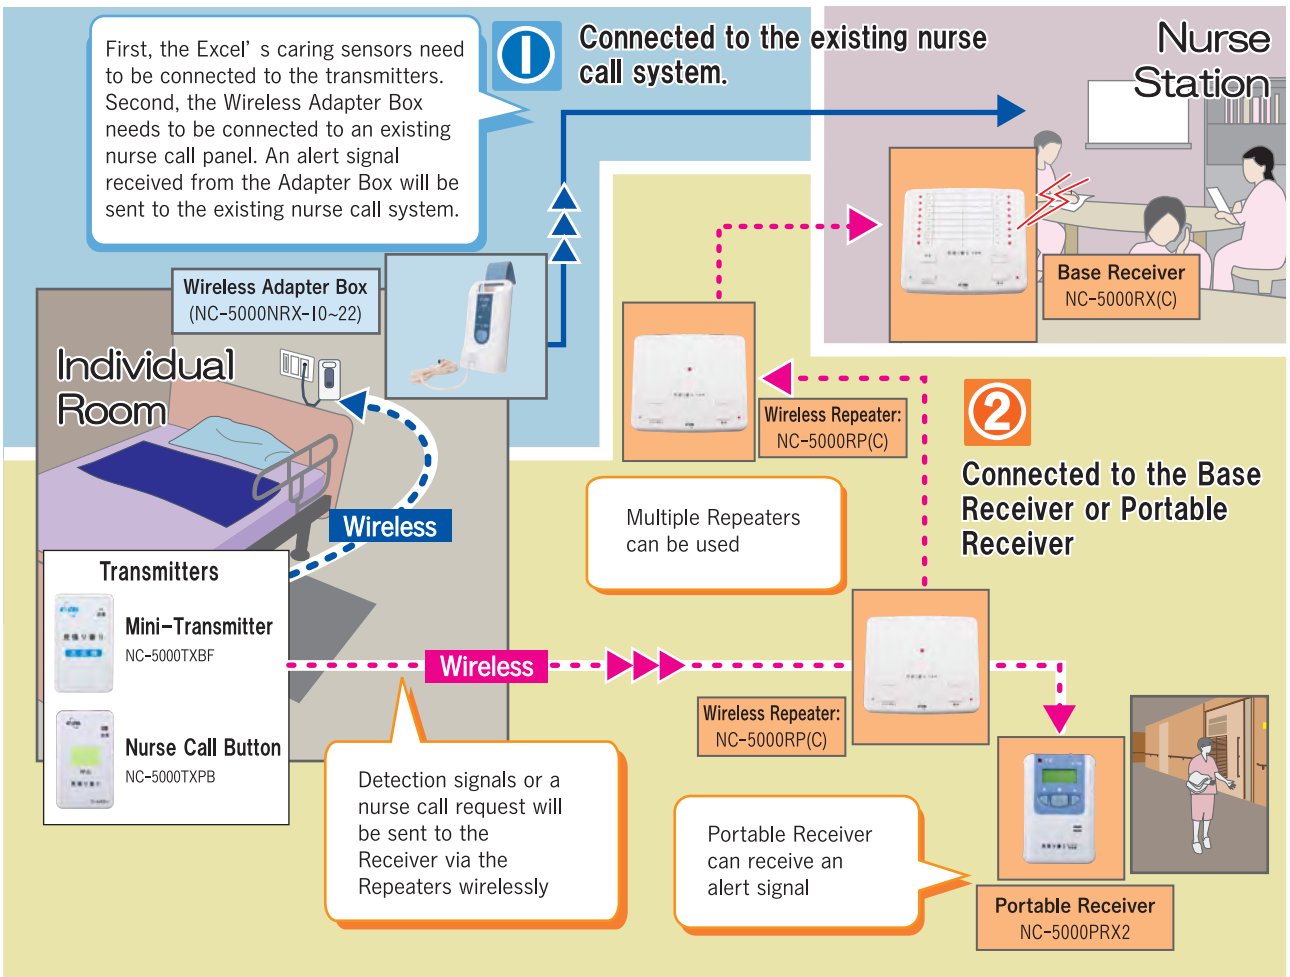 First, the Excel' s caring sensors need
to be connected to the transmitters.
Second, the Wireless Adapter Box
needs to be connected to an existing
nurse call panel. An alert signal
received from the Adapter Box will be
sent to the existing nurse call system.
1
Connected to the existing nurse
call system.
Nurse
Station
Base Receiver
NC-5000RX(C)
Wireless Adapter Box
(NC-5000NRX-10~22)
Individual
Room
Wireless
Wireless Repeater:
NC-5000RP(C)
2
Connected to the Base
Receiver or Portable
Receiver
Multiple Repeaters
can be used
Transmitters
Mini-Transmitter
NC-5000TXBF
見張り番り
Nurse Call Button
NC-5000TXPB
Wireless
Wireless Repeater:
NC-5000RP(C)
Detection signals or a
nurse call request will
be sent to the
Receiver via the
Repeaters wirelessly
Portable Receiver
can receive an
alert signal
Portable Receiver
NC-5000PRX2